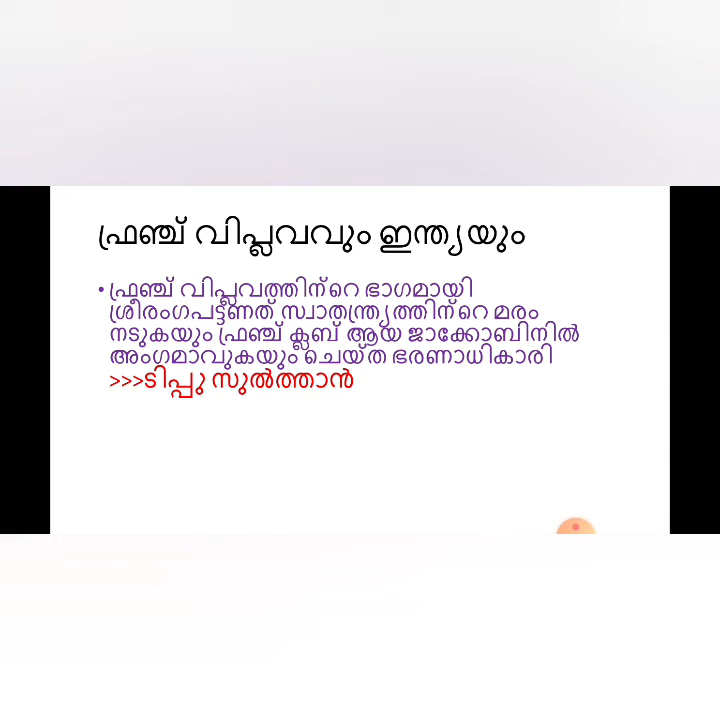 ഫ്രഞ്ച് വിപ്ലവവും ഇന്ത്യയും
• ഫ്രഞ്ച് വിപ്ലവത്തിന്റെ ഭാഗമായി
ശ്രീരംഗപട്ടണത് സ്വാതന്ത്ര്യത്തിന്റെ മരം
നടുകയും ഫ്രഞ്ച് ക്ലബ് ആയ ജാക്കോബിനിൽ
അംഗമാവുകയും ചെയ്ത ഭരണാധികാരി
>>>ടിപ്പു സുൽത്താൻ